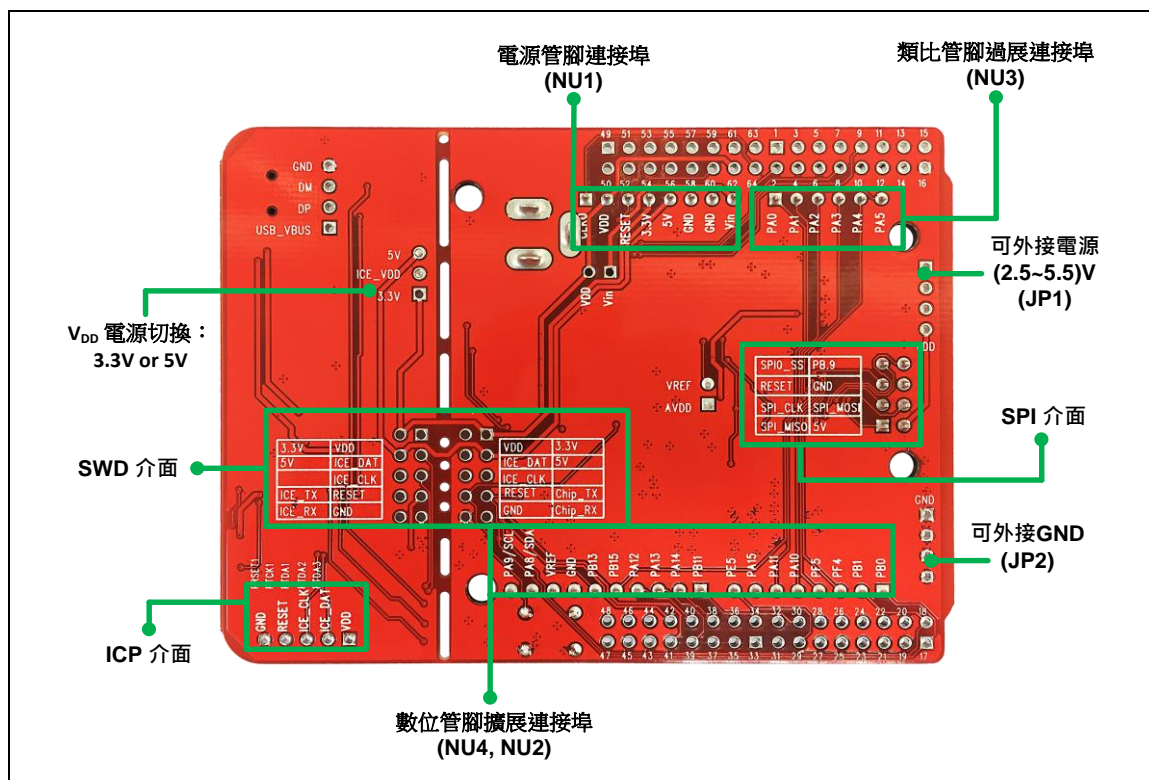 電源管腳連接埠
(NU1)
類比管腳過展連接埠
(NU3)
49 51 53 55 57 59 61 63 1 3 5 7 9 11 13 15
50 52 54 56 58 60 62 64 2 4 6 8 10 12 14 16
VDD
RESET
3.3V
5V
GND
GND
Vin
PA0
PA1
PA2
PA3
PA4
PA5
GND
DM
DP
USB_VBUS
5V
ICE_VDD
3.3V
VDD
Vin
可外接電源
(2.5~5.5)V
(JP1)
V_DD 電源切換：
3.3V or 5V
VREF
AVDD
SPI0_SS PB.9
RESET GND
SPI_CLK SPI_MOSI
SPI_MISO 5V
SPI 介面
SWD 介面
3.3V VDD
5V ICE_DAT
ICE_CLK
ICE_TX RESET
ICE_RX GND
VDD 3.3V
ICE_DAT 5V
ICE_CLK
RESET Chip_TX
GND Chip_RX
GND
可外接GND
(JP2)
PA9/SCL
PA8/SDA
VREF
GND
PB13
PB15
PA12
PA13
PA14
PB11
PE5
PA15
PA11
PA10
PF5
PF4
PB1
PB0
GND
RESET
ICE_CLK
ICE_DAT
VDD
ICP 介面
48 46 44 42 40 38 36 34 32 30 28 26 24 22 20 18
47 45 43 41 39 37 35 33 31 29 27 25 23 21 19 17
數位管腳擴展連接埠
(NU4, NU2)